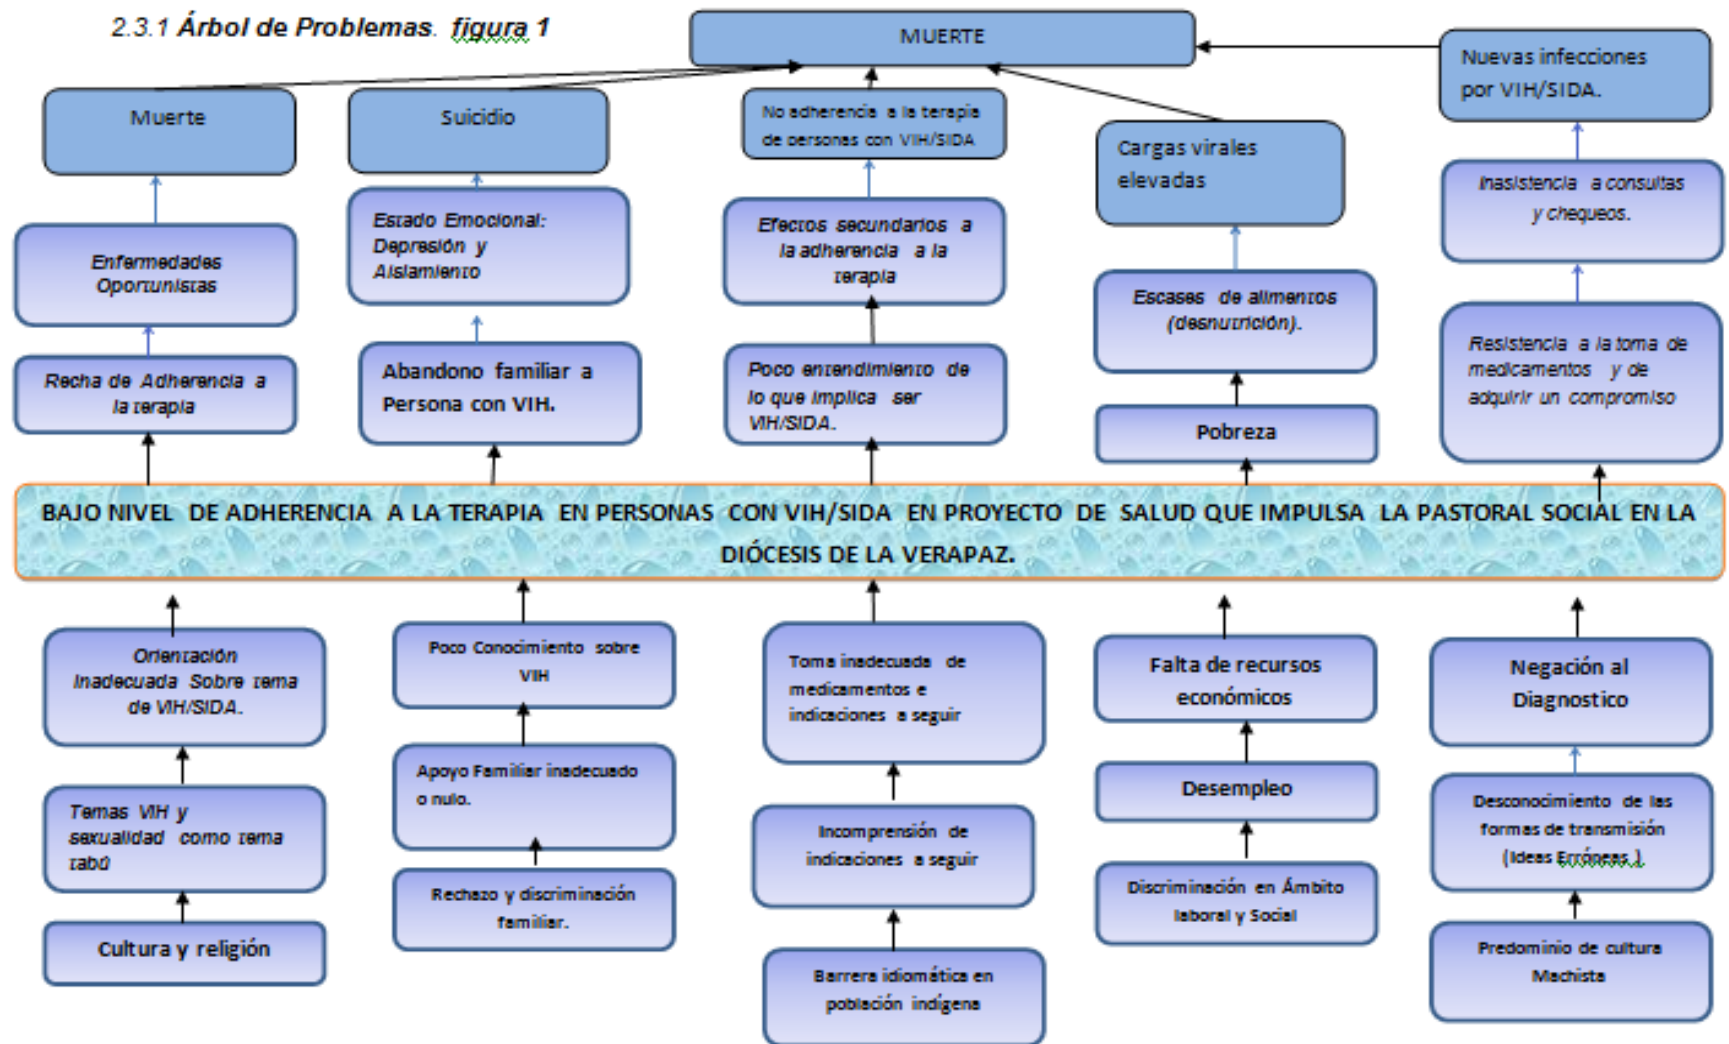 2.3.1 Árbol de Problemas. figura 1
MUERTE
Muerte
Suicidio
No adherencia a la terapia
de personas con VIH/SIDA
Cargas virales
elevadas
Nuevas infecciones
por VIH/SIDA.
Enfermedades
Oportunistas
Estado Emocional:
Depresión y
Aislamiento
Efectos secundarios a
la adherencia a la
terapia
Escases de alimentos
(desnutrición).
Inasistencia a consultas
y chequeos.
Recha de Adherencia a
la terapia
Abandono familiar a
Persona con VIH.
Poco entendimiento de
lo que implica ser
VIH/SIDA.
Pobreza
Resistencia a la toma de
medicamentos y de
adquirir un compromiso
BAJO NIVEL DE ADHERENCIA A LA TERAPIA EN PERSONAS CON VIH/SIDA EN PROYECTO DE SALUD QUE IMPULSA LA PASTORAL SOCIAL EN LA
DIÓCESIS DE LA VERAPAZ.
Orientación
Inadecuada Sobre tema
de VIH/SIDA.
Poco Conocimiento sobre
VIH
Toma inadecuada de
medicamentos e
indicaciones a seguir
Falta de recursos
económicos
Negación al
Diagnostico
Temas VIH y
sexualidad como tema
tabú
Apoyo Familiar inadecuado
o nulo.
Incomprensión de
indicaciones a seguir
Desempleo
Desconocimiento de las
formas de transmisión
(Ideas Erróneas.)
Cultura y religión
Rechazo y discriminación
familiar.
Barrera idiomática en
población indígena
Discriminación en Ámbito
laboral y Social
Predominio de cultura
Machista